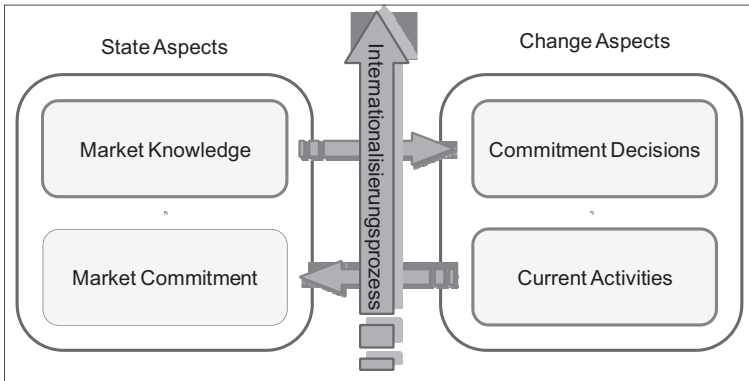 State Aspects
Change Aspects
Market Knowledge
Commitment Decisions
Internationalisierungsprozess
Market Commitment
Current Activities